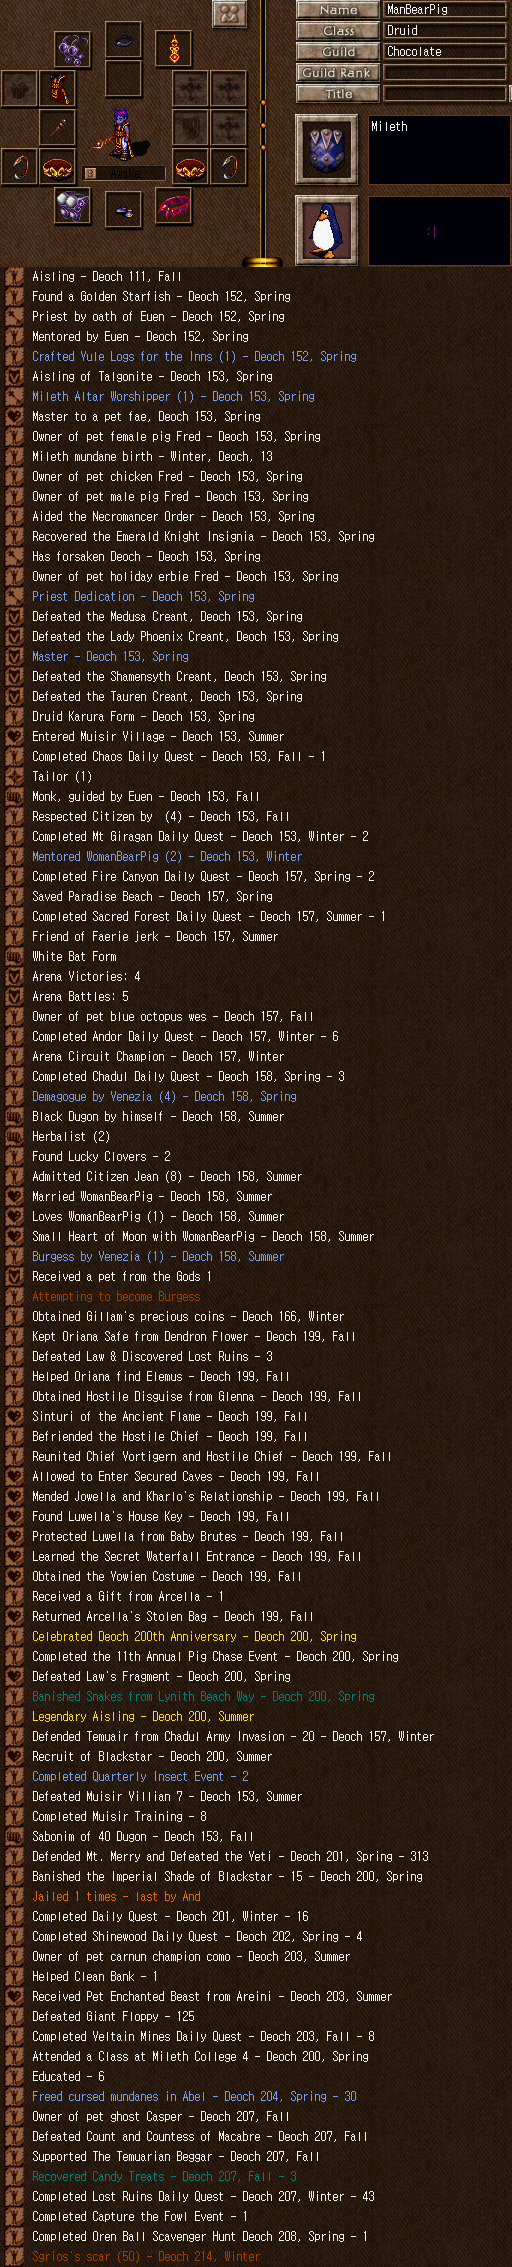 Name
ManBearPig
Class
Druid
Guild
Chocolate
Guild Rank
Title
Awake
Mileth
:|
Aisling - Deoch 111, Fall
Found a Golden Starfish - Deoch 152, Spring
Priest by oath of Euen - Deoch 152, Spring
Mentored by Euen - Deoch 152, Spring
Crafted Yule Logs for the Inns (1) - Deoch 152, Spring
Aisling of Talgonite - Deoch 153, Spring
Mileth Altar Worshipper (1) - Deoch 153, Spring
Master to a pet fae, Deoch 153, Spring
Owner of pet female pig Fred - Deoch 153, Spring
Mileth mundane birth - Winter, Deoch, 13
Owner of pet chicken Fred - Deoch 153, Spring
Owner of pet male pig Fred - Deoch 153, Spring
Aided the Necromancer Order - Deoch 153, Spring
Recovered the Emerald Knight Insignia - Deoch 153, Spring
Has forsaken Deoch - Deoch 153, Spring
Owner of pet holiday erbie Fred - Deoch 153, Spring
Priest Dedication - Deoch 153, Spring
Defeated the Medusa Creant, Deoch 153, Spring
Defeated the Lady Phoenix Creant, Deoch 153, Spring
Master - Deoch 153, Spring
Defeated the Shamensyth Creant, Deoch 153, Spring
Defeated the Tauren Creant, Deoch 153, Spring
Druid Karura Form - Deoch 153, Spring
Entered Muisir Village - Deoch 153, Summer
Completed Chaos Daily Quest - Deoch 153, Fall - 1
Tailor (1)
Monk, guided by Euen - Deoch 153, Fall
Respected Citizen by  (4) - Deoch 153, Fall
Completed Mt Giragan Daily Quest - Deoch 153, Winter - 2
Mentored WomanBearPig (2) - Deoch 153, Winter
Completed Fire Canyon Daily Quest - Deoch 157, Spring - 2
Saved Paradise Beach - Deoch 157, Spring
Completed Sacred Forest Daily Quest - Deoch 157, Summer - 1
Friend of Faerie jerk - Deoch 157, Summer
White Bat Form
Arena Victories: 4
Arena Battles: 5
Owner of pet blue octopus wes - Deoch 157, Fall
Completed Andor Daily Quest - Deoch 157, Winter - 6
Arena Circuit Champion - Deoch 157, Winter
Completed Chadul Daily Quest - Deoch 158, Spring - 3
Demagogue by Venezia (4) - Deoch 158, Spring
Black Dugon by himself - Deoch 158, Summer
Herbalist (2)
Found Lucky Clovers - 2
Admitted Citizen Jean (8) - Deoch 158, Summer
Married WomanBearPig - Deoch 158, Summer
Loves WomanBearPig (1) - Deoch 158, Summer
Small Heart of Moon with WomanBearPig - Deoch 158, Summer
Burgess by Venezia (1) - Deoch 158, Summer
Received a pet from the Gods 1
Attempting to become Burgess
Obtained Gillam's precious coins - Deoch 166, Winter
Kept Oriana Safe from Dendron Flower - Deoch 199, Fall
Defeated Law & Discovered Lost Ruins - 3
Helped Oriana find Elemus - Deoch 199, Fall
Obtained Hostile Disguise from Glenna - Deoch 199, Fall
Sinturi of the Ancient Flame - Deoch 199, Fall
Befriended the Hostile Chief - Deoch 199, Fall
Reunited Chief Vortigern and Hostile Chief - Deoch 199, Fall
Allowed to Enter Secured Caves - Deoch 199, Fall
Mended Jowella and Kharlo's Relationship - Deoch 199, Fall
Found Luwella's House Key - Deoch 199, Fall
Protected Luwella from Baby Brutes - Deoch 199, Fall
Learned the Secret Waterfall Entrance - Deoch 199, Fall
Obtained the Yowien Costume - Deoch 199, Fall
Received a Gift from Arcella - 1
Returned Arcella's Stolen Bag - Deoch 199, Fall
Celebrated Deoch 200th Anniversary - Deoch 200, Spring
Completed the 11th Annual Pig Chase Event - Deoch 200, Spring
Defeated Law's Fragment - Deoch 200, Spring
Banished Snakes from Lynith Beach Way - Deoch 200, Spring
Legendary Aisling - Deoch 200, Summer
Defended Temuair from Chadul Army Invasion - 20 - Deoch 157, Winter
Recruit of Blackstar - Deoch 200, Summer
Completed Quarterly Insect Event - 2
Defeated Muisir Villian 7 - Deoch 153, Summer
Completed Muisir Training - 8
Sabonim of 40 Dugon - Deoch 153, Fall
Defended Mt. Merry and Defeated the Yeti - Deoch 201, Spring - 313
Banished the Imperial Shade of Blackstar - 15 - Deoch 200, Spring
Jailed 1 times - last by And
Completed Daily Quest - Deoch 201, Winter - 16
Completed Shinewood Daily Quest - Deoch 202, Spring - 4
Owner of pet carnun champion como - Deoch 203, Summer
Helped Clean Bank - 1
Received Pet Enchanted Beast from Areini - Deoch 203, Summer
Defeated Giant Floppy - 125
Completed Veltain Mines Daily Quest - Deoch 203, Fall - 8
Attended a Class at Mileth College 4 - Deoch 200, Spring
Educated - 6
Freed cursed mundanes in Abel - Deoch 204, Spring - 30
Owner of pet ghost Casper - Deoch 207, Fall
Defeated Count and Countess of Macabre - Deoch 207, Fall
Supported The Temuarian Beggar - Deoch 207, Fall
Recovered Candy Treats - Deoch 207, Fall - 3
Completed Lost Ruins Daily Quest - Deoch 207, Winter - 43
Completed Capture the Fowl Event - 1
Completed Oren Ball Scavenger Hunt Deoch 208, Spring - 1
Sgrios's scar (50) - Deoch 214, Winter